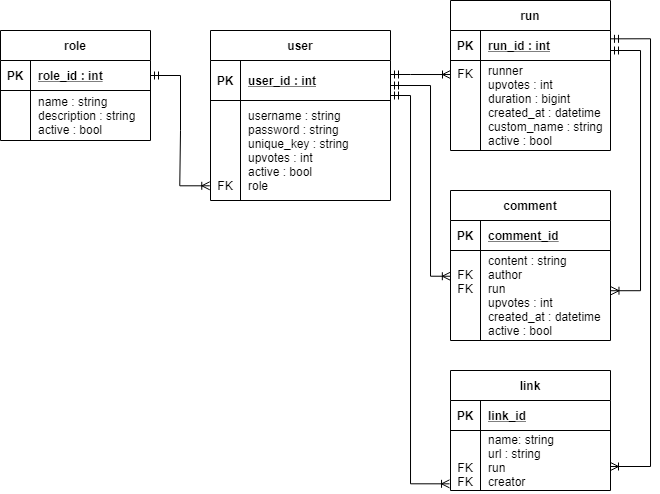 role
PK role_id : int
name : string
description : string
active : bool
user
PK user_id : int
username : string
password : string
unique_key : string
upvotes : int
active : bool
FK role
run
PK run_id : int
FK runner
upvotes : int
duration : bigint
created_at : datetime
custom_name : string
active : bool
comment
PK comment_id
content : string
FK author
FK run
upvotes : int
created_at : datetime
active : bool
link
PK link_id
name: string
url : string
FK run
FK creator